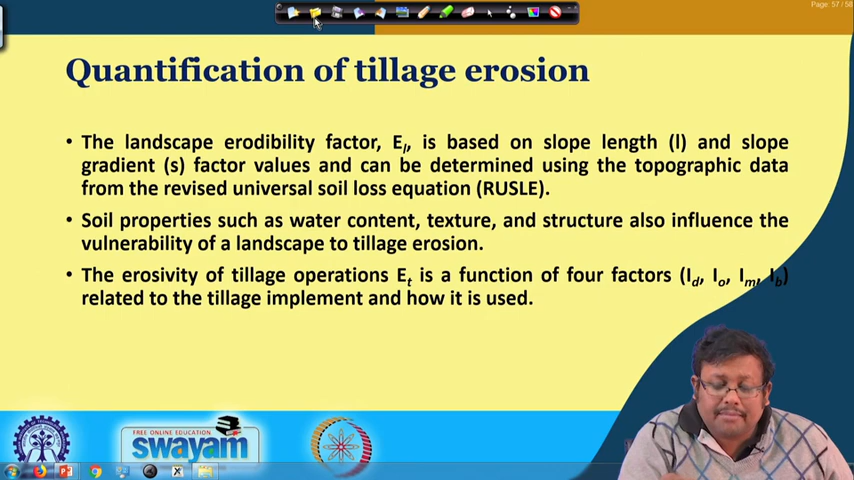 Page: 57 / 58
Quantification of tillage erosion
• The landscape erodibility factor, El, is based on slope length (l) and slope
gradient (s) factor values and can be determined using the topographic data
from the revised universal soil loss equation (RUSLE).
• Soil properties such as water content, texture, and structure also influence the
vulnerability of a landscape to tillage erosion.
• The erosivity of tillage operations Et is a function of four factors (Id, Io, Im, Ib)
related to the tillage implement and how it is used.
FREE ONLINE EDUCATION
swayam